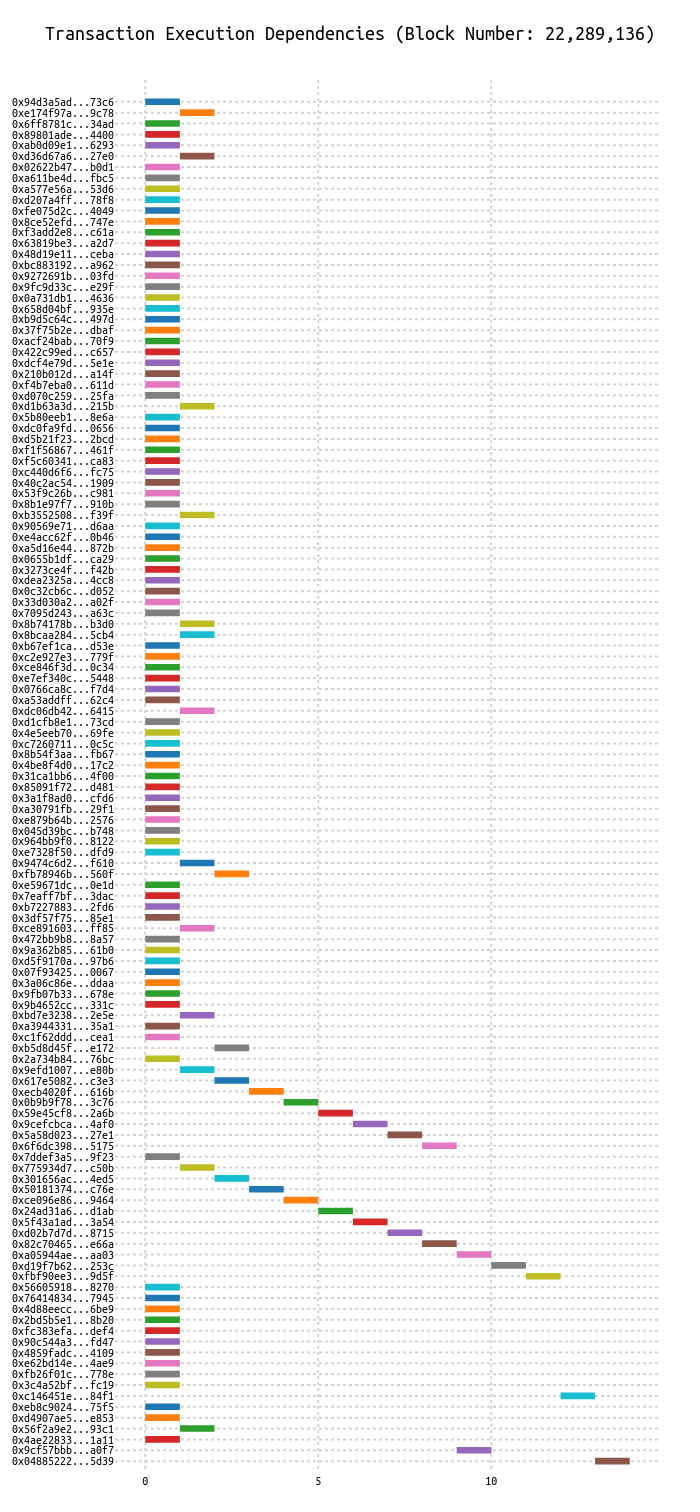 Transaction Execution Dependencies (Block Number: 22,289,136)
0x94d3a5ad...73c6
0xe174f97a...9c78
0x6ff8781c...34ad
0x89801ade...4400
0xab0d09e1...6293
0xd36d67a6...27e0
0x02622b47...b0d1
0xa611be4d...fbc5
0xa577e56a...53d6
0xd207a4ff...78f8
0xfe075d2c...4049
0x8ce52efd...747e
0xf3add2e8...c61a
0x63819be3...a2d7
0x48d19e11...ceba
0xbc883192...a962
0x9272691b...03fd
0x9fc9d33c...e29f
0x0a731db1...4636
0x658d04bf...935e
0xb9d5c64c...497d
0x37f75b2e...dbaf
0xacf24bab...70f9
0x422c99ed...c657
0xdcf4e79d...5e1e
0x210b012d...a14f
0xf4b7eba0...611d
0xd070c259...25fa
0xd1b63a3d...215b
0x5b80eeb1...8e6a
0xdc0fa9fd...0656
0xd5b21f23...2bcd
0xf1f56867...461f
0xf5c60341...ca83
0xc440d6f6...fc75
0x40c2ac54...1909
0x53f9c26b...c981
0x8b1e97f7...910b
0xb3552508...f39f
0x90569e71...d6aa
0xe4acc62f...0b46
0xa5d16e44...872b
0x0655b1df...ca29
0x3273ce4f...f42b
0xdea2325a...4cc8
0x0c32cb6c...d052
0x33d030a2...a02f
0x7095d243...a63c
0x8b74178b...b3d0
0x8bcaa284...5cb4
0xb67ef1ca...d53e
0xc2e927e3...779f
0xce846f3d...0c34
0xe7ef340c...5448
0x0766ca8c...f7d4
0xa53addff...62c4
0xdc06db42...6415
0xd1cfb8e1...73cd
0x4e5eeb70...69fe
0xc7260711...0c5c
0x8b54f3aa...fb67
0x4be8f4d0...17c2
0x31ca1bb6...4f00
0x85091f72...d481
0x3a1f8ad0...cfd6
0xa30791fb...29f1
0xe879b64b...2576
0x045d39bc...b748
0x964bb9f0...8122
0xe7328f50...dfd9
0x9474c6d2...f610
0xfb78946b...560f
0xe59671dc...0e1d
0x7eaff7bf...3dac
0xb7227883...2fd6
0x3df57f75...85e1
0xce891603...ff85
0x472bb9b8...8a57
0x9a362b85...61b0
0xd5f9170a...97b6
0x07f93425...0067
0x3a06c86e...ddaa
0x9fb07b33...678e
0x9b4652cc...331c
0xbd7e3238...2e5e
0xa3944331...35a1
0xc1f62ddd...cea1
0xb5d8d45f...e172
0x2a734b84...76bc
0x9efd1007...e80b
0x617e5082...c3e3
0xecb4020f...616b
0x0b9b9f78...3c76
0x59e45cf8...2a6b
0x9cefcbca...4af0
0x5a58d023...27e1
0x6f6dc398...5175
0x7ddef3a5...9f23
0x775934d7...c50b
0x301656ac...4ed5
0x50181374...c76e
0xce096e86...9464
0x24ad31a6...d1ab
0x5f43a1ad...3a54
0xd02b7d7d...8715
0x82c70465...e66a
0xa05944ae...aa03
0xd19f7b62...253c
0xfbf90ee3...9d5f
0x56605918...8270
0x76414834...7945
0x4d88eecc...6be9
0x2bd5b5e1...8b20
0xfc383efa...def4
0x90c544a3...fd47
0x4859fadc...4109
0xe62bd14e...4ae9
0xfb26f01c...778e
0x3c4a52bf...fc19
0xc146451e...84f1
0xeb8c9024...75f5
0xd4907ae5...e853
0x56f2a9e2...93c1
0x4ae22833...1a11
0x9cf57bbb...a0f7
0x04885222...5d39
0 5 10